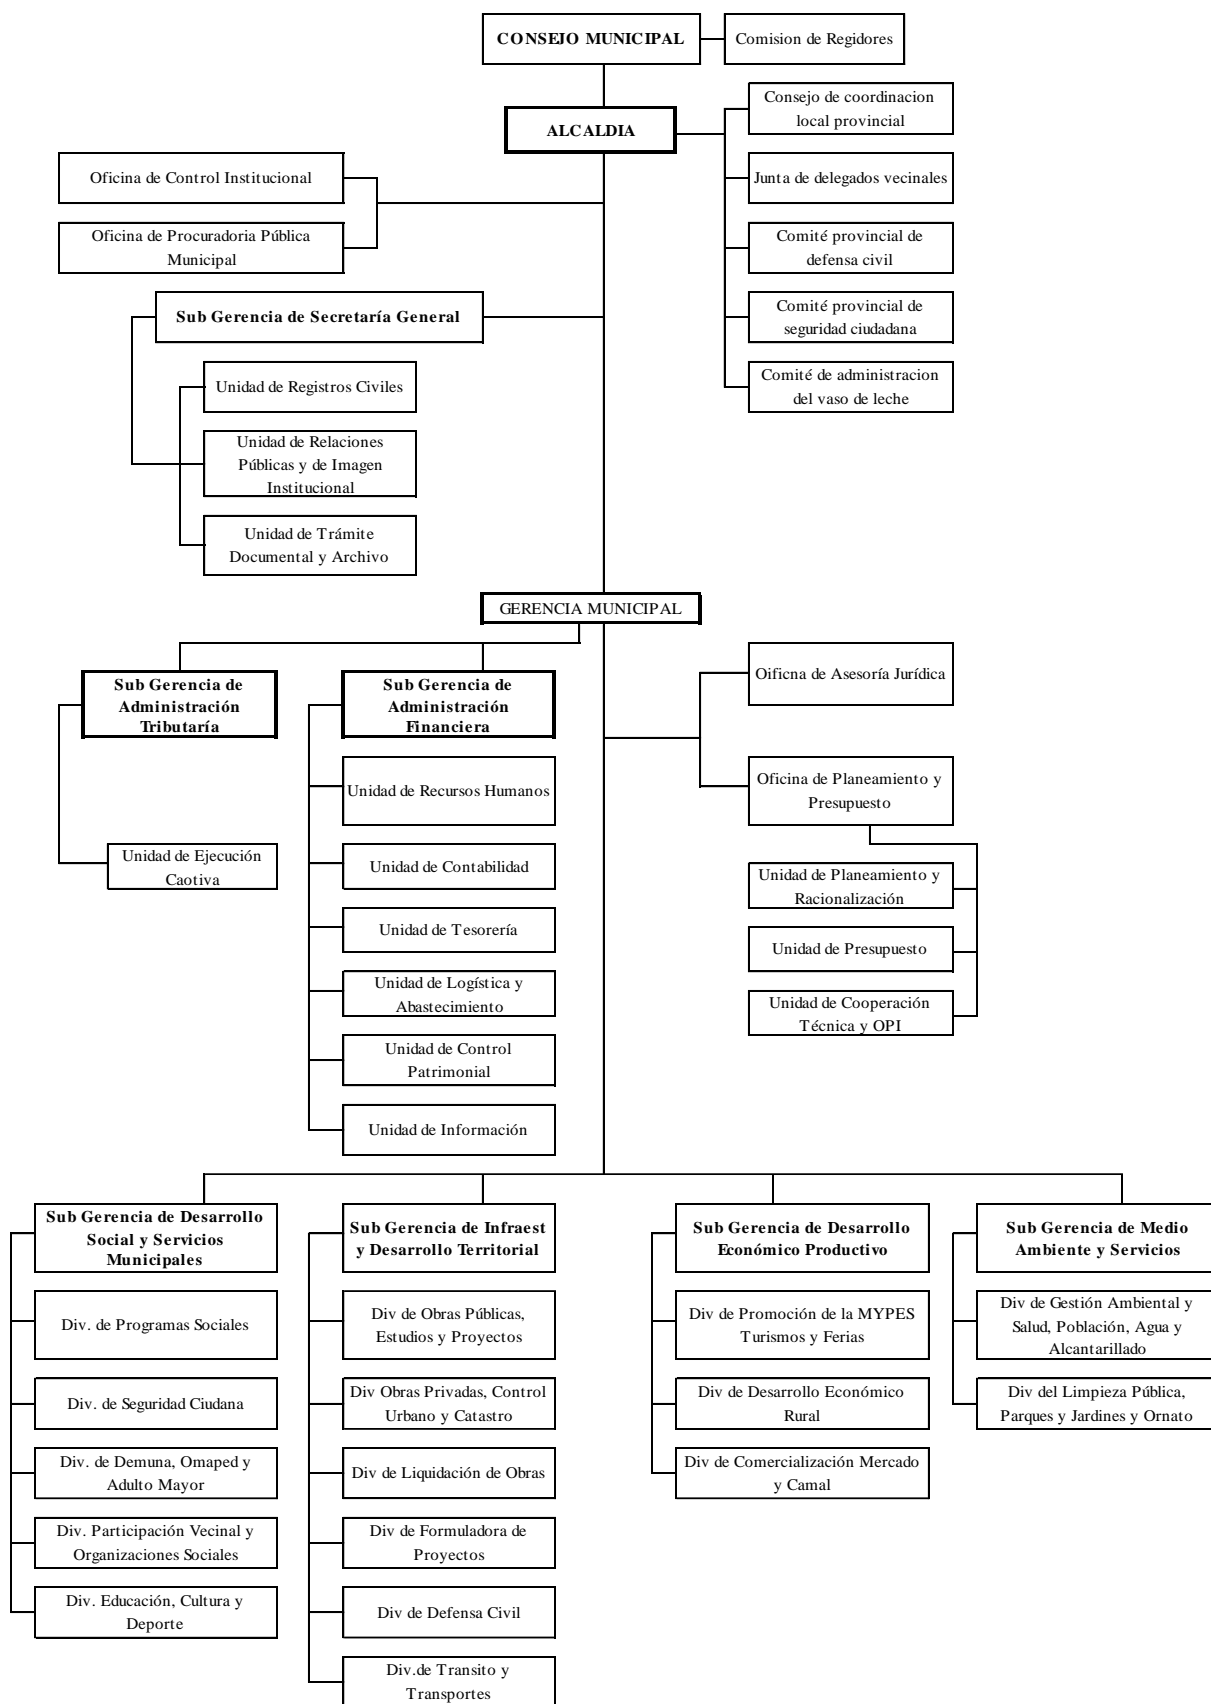 CONSEJO MUNICIPAL
Comision de Regidores
ALCALDIA
Consejo de coordinacion
local provincial
Junta de delegados vecinales
Comité provincial de
defensa civil
Comité provincial de
seguridad ciudadana
Comité de administracion
del vaso de leche
Oficina de Control Institucional
Oficina de Procuradoria Pública
Municipal
Sub Gerencia de Secretaría General
Unidad de Registros Civiles
Unidad de Relaciones
Públicas y de Imagen
Institucional
Unidad de Trámite
Documental y Archivo
GERENCIA MUNICIPAL
Sub Gerencia de
Administración
Tributaría
Unidad de Ejecución
Caotiva
Sub Gerencia de
Administración
Financiera
Unidad de Recursos Humanos
Unidad de Contabilidad
Unidad de Tesorería
Unidad de Logística y
Abastecimiento
Unidad de Control
Patrimonial
Unidad de Información
Oificna de Asesoría Jurídica
Oficina de Planeamiento y
Presupuesto
Unidad de Planeamiento y
Racionalización
Unidad de Presupuesto
Unidad de Cooperación
Técnica y OPI
Sub Gerencia de Desarrollo
Social y Servicios
Municipales
Div. de Programas Sociales
Div. de Seguridad Ciudana
Div. de Demuna, Omaped y
Adulto Mayor
Div. Participación Vecinal y
Organizaciones Sociales
Div. Educación, Cultura y
Deporte
Sub Gerencia de Infraest
y Desarrollo Territorial
Div de Obras Públicas,
Estudios y Proyectos
Div Obras Privadas, Control
Urbano y Catastro
Div de Liquidación de Obras
Div de Formuladora de
Proyectos
Div de Defensa Civil
Div.de Transito y
Transportes
Sub Gerencia de Desarrollo
Económico Productivo
Div de Promoción de la MYPES
Turismos y Ferias
Div de Desarrollo Económico
Rural
Div de Comercialización Mercado
y Camal
Sub Gerencia de Medio
Ambiente y Servicios
Div de Gestión Ambiental y
Salud, Población, Agua y
Alcantarillado
Div del Limpieza Pública,
Parques y Jardines y Ornato